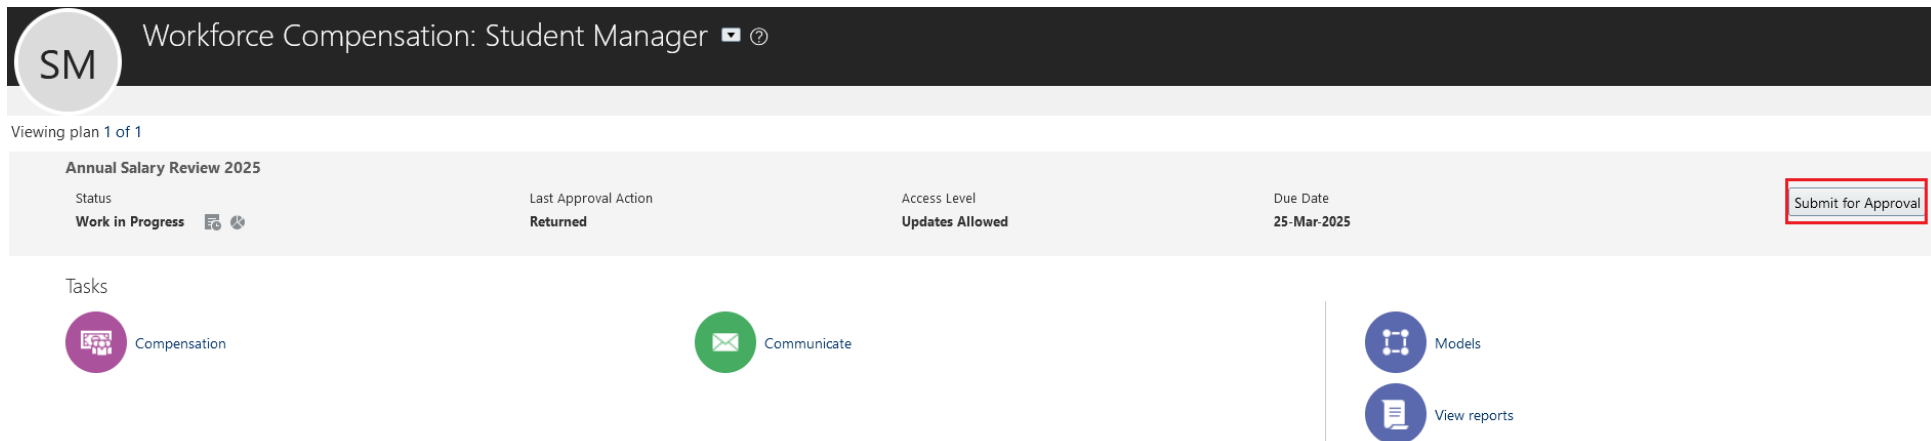 SM
Workforce Compensation: Student Manager
Viewing plan 1 of 1
Annual Salary Review 2025
Status
Work in Progress
Last Approval Action
Returned
Access Level
Updates Allowed
Due Date
25-Mar-2025
Submit for Approval
Tasks
Compensation
Communicate
Models
View reports